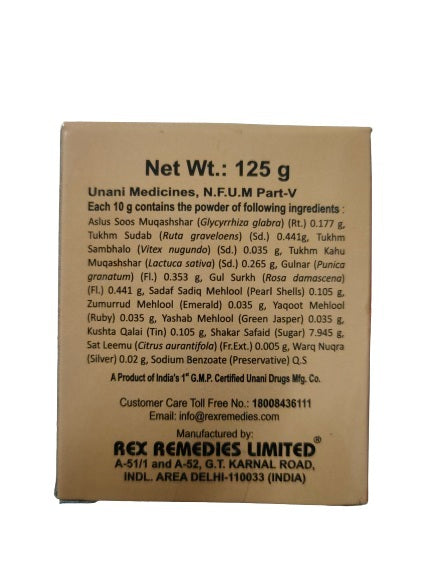 Net Wt.: 125 g
Unani Medicines, N.F.U.M Part-V
Each 10 g contains the powder of following ingredients :
Aslus Soos Muqashshar (Glycyrrhiza glabra) (Rt.) 0.177 g,
Tukhm Sudab (Ruta graveloens) (Sd.) 0.441g, Tukhm
Sambhalo (Vitex nugundo) (Sd.) 0.035 g, Tukhm Kahu
Muqashshar (Lactuca sativa) (Sd.) 0.265 g, Gulnar (Punica
granatum) (Fl.) 0.353 g, Gul Surkh (Rosa damascena)
(Fl.) 0.441 g, Sadaf Sadiq Mehlool (Pearl Shells) 0.105 g,
Zumurrud Mehlool (Emerald) 0.035 g, Yaqoot Mehlool
(Ruby) 0.035 g, Yashab Mehlool (Green Jasper) 0.035 g,
Kushta Qalai (Tin) 0.105 g, Shakar Safaid (Sugar) 7.945 g,
Sat Leemu (Citrus aurantifola) (Fr.Ext.) 0.005 g, Warq Nuqra
(Silver) 0.02 g, Sodium Benzoate (Preservative) Q.S
A Product of India's 1st G.M.P. Certified Unani Drugs Mfg. Co.
Customer Care Toll Free No.: 18008436111
Email: info@rexremedies.com
Manufactured by:
REX REMEDIES LIMITED®
A-51/1 and A-52, G.T. KARNAL ROAD,
INDL. AREA DELHI-110033 (INDIA)